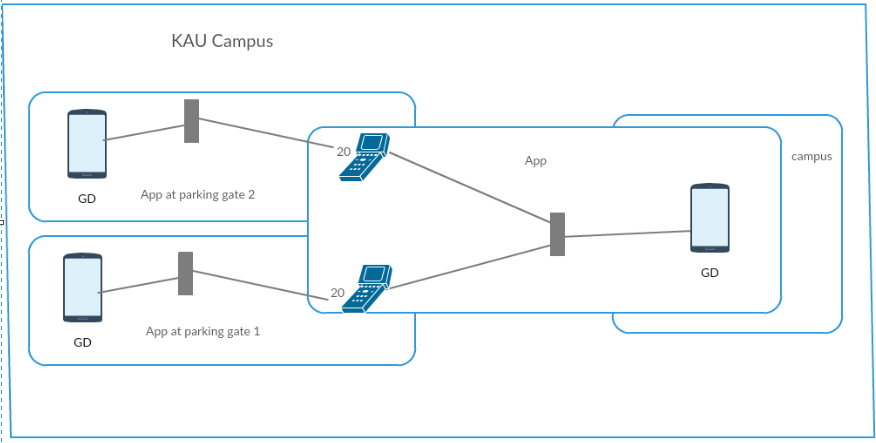 KAU Campus
20
App
campus
GD
App at parking gate 2
GD
20
App at parking gate 1
GD